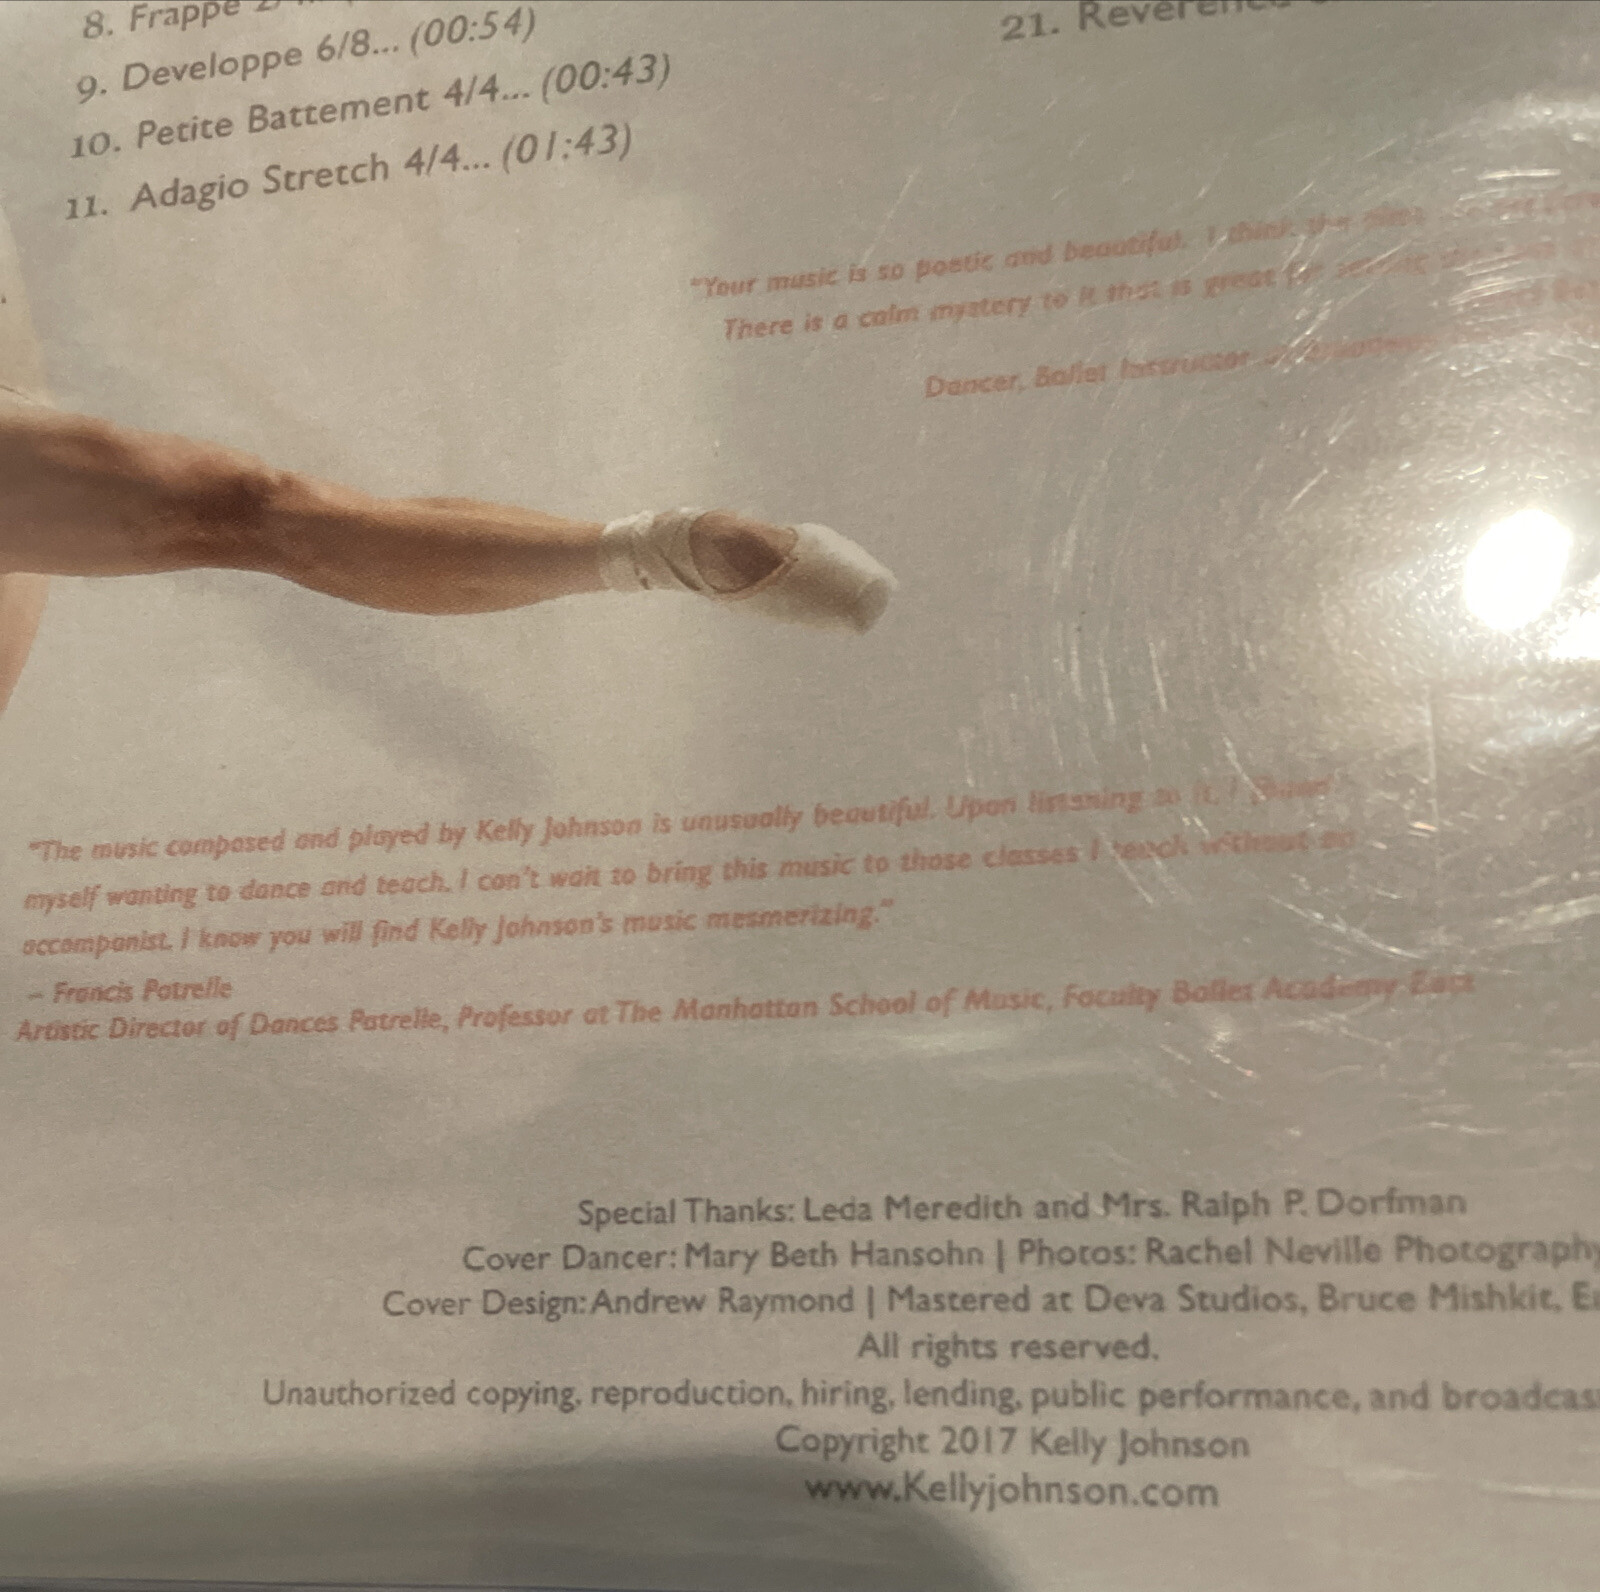 8. Frappe
9. Developpe 6/8... (00:54)
10. Petite Battement 4/4... (00:43)
11. Adagio Stretch 4/4... (01:43)
21. Reverence
"Your music is so poetic and beautiful. I think the
There is a calm mystery to it that is great for setting
Dancer, Ballet Instructor
"The music composed and played by Kelly Johnson is unusually beautiful. Upon listening to it, I found
myself wanting to dance and teach. I can't wait to bring this music to those classes I teach without an
accompanist. I know you will find Kelly Johnson's music mesmerizing."
– Francis Patrelle
Artistic Director of Dances Patrelle, Professor at The Manhattan School of Music, Faculty Ballet Academy East
Special Thanks: Leda Meredith and Mrs. Ralph P. Dorfman
Cover Dancer: Mary Beth Hansohn | Photos: Rachel Neville Photography
Cover Design: Andrew Raymond | Mastered at Deva Studios, Bruce Mishkit,
All rights reserved.
Unauthorized copying, reproduction, hiring, lending, public performance, and broadcas
Copyright 2017 Kelly Johnson
www.Kellyjohnson.com